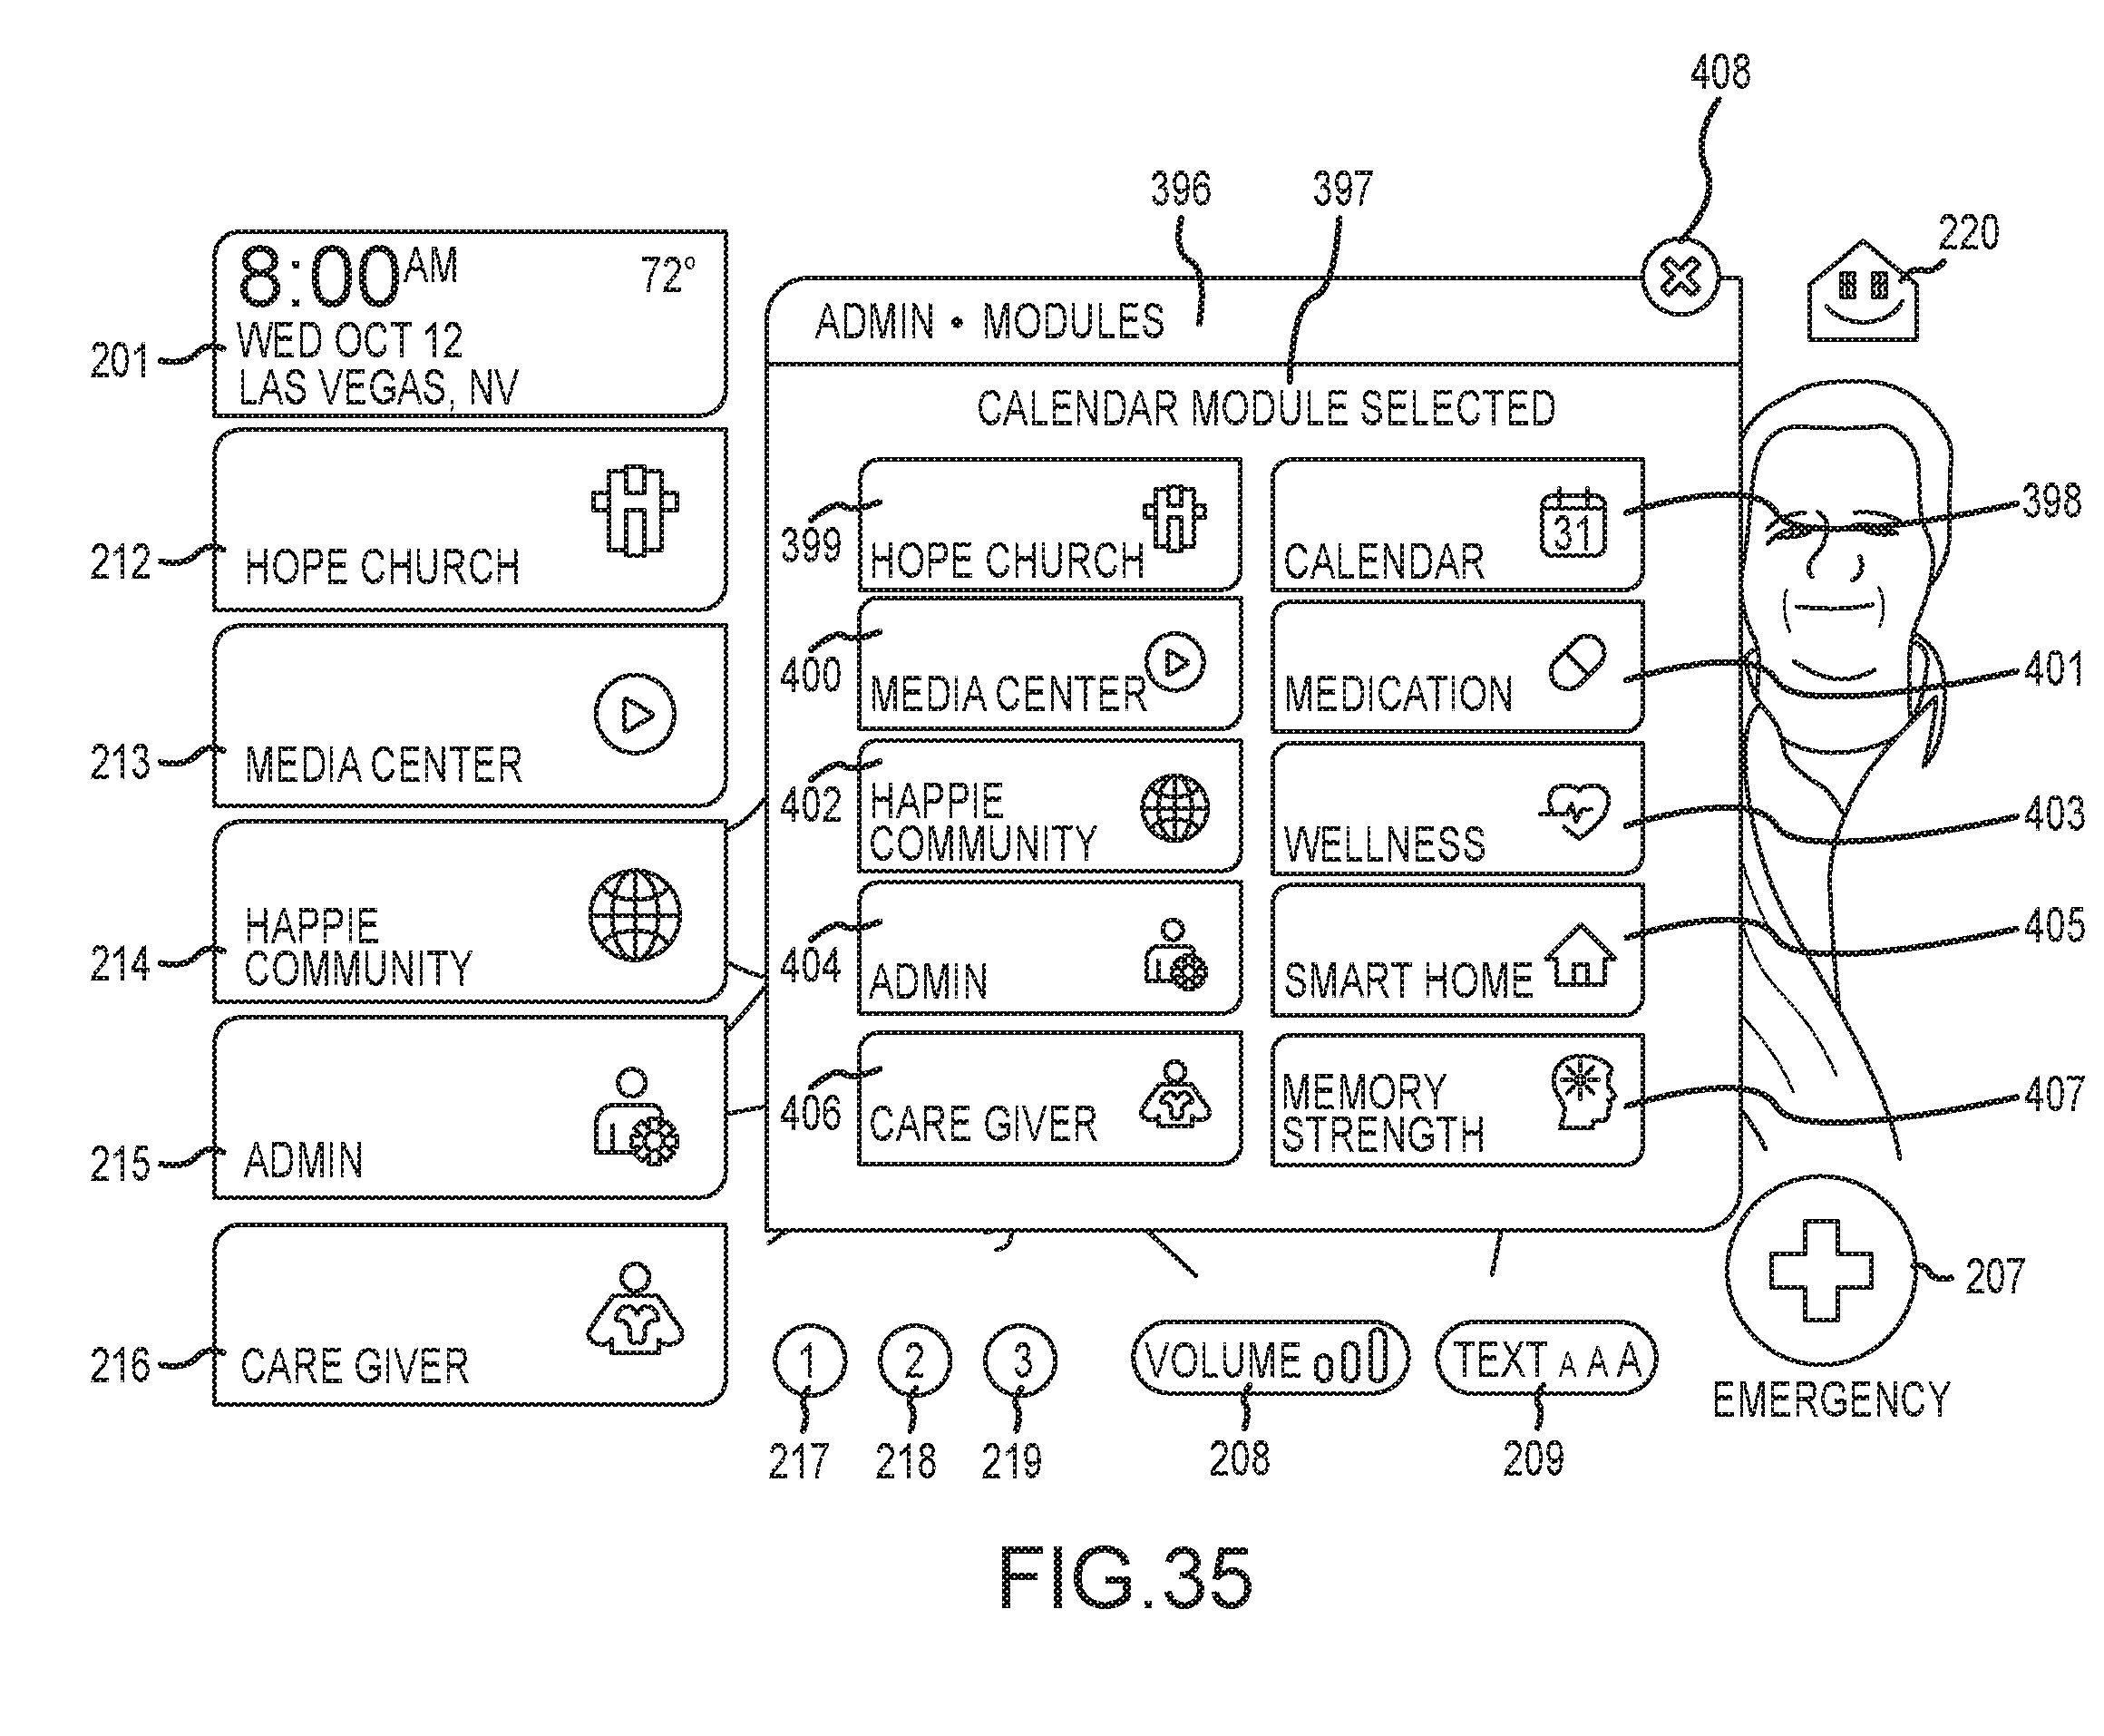 408
396
397
220
8:00 AM 72°
WED OCT 12
LAS VEGAS, NV
201
ADMIN • MODULES
CALENDAR MODULE SELECTED
212
HOPE CHURCH
399
HOPE CHURCH
CALENDAR
31
398
213
MEDIA CENTER
400
MEDIA CENTER
MEDICATION
401
214
HAPPIE
COMMUNITY
402
HAPPIE
COMMUNITY
WELLNESS
403
215
ADMIN
404
ADMIN
SMART HOME
405
216
CARE GIVER
406
CARE GIVER
MEMORY
STRENGTH
407
207
EMERGENCY
1
2
3
VOLUME
TEXT A A A
217
218
219
208
209
FIG.35